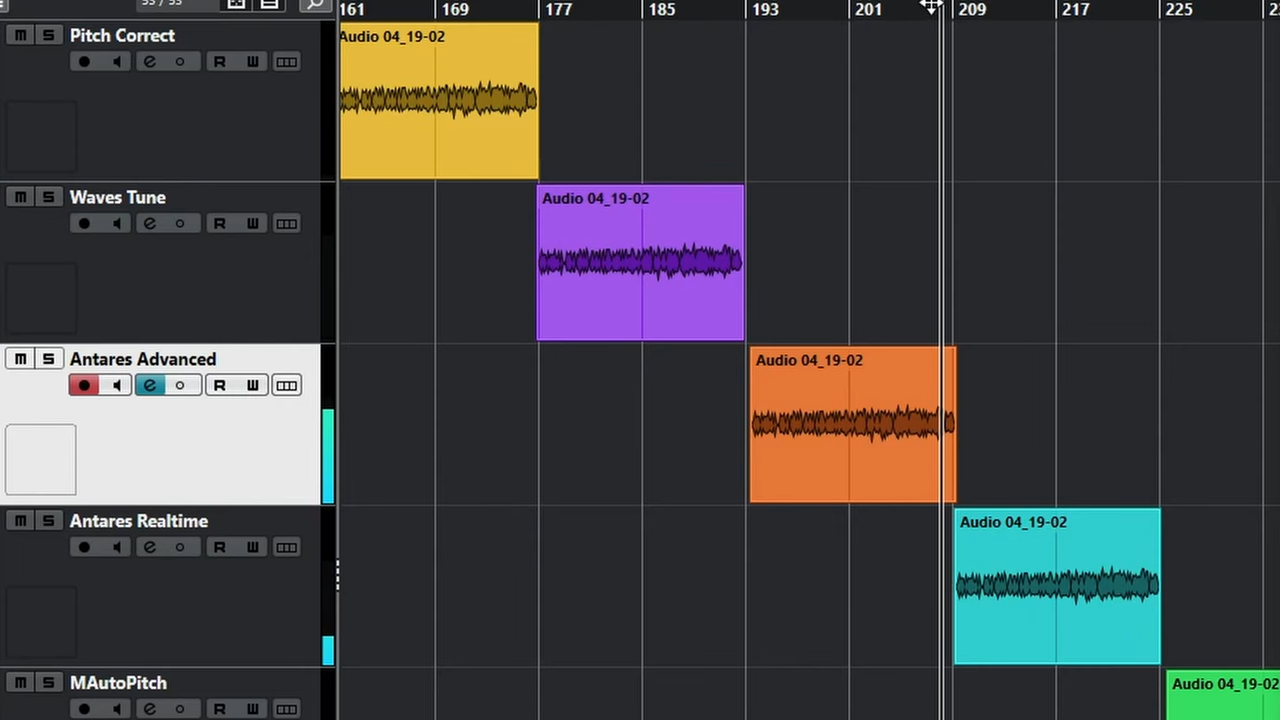 161 169 177 185 193 201 209 217 225
M S Pitch Correct
R W
Audio 04_19-02
M S Waves Tune
R W
Audio 04_19-02
M S Antares Advanced
e R W
Audio 04_19-02
M S Antares Realtime
R W
Audio 04_19-02
M S MAutoPitch
R W
Audio 04_19-02